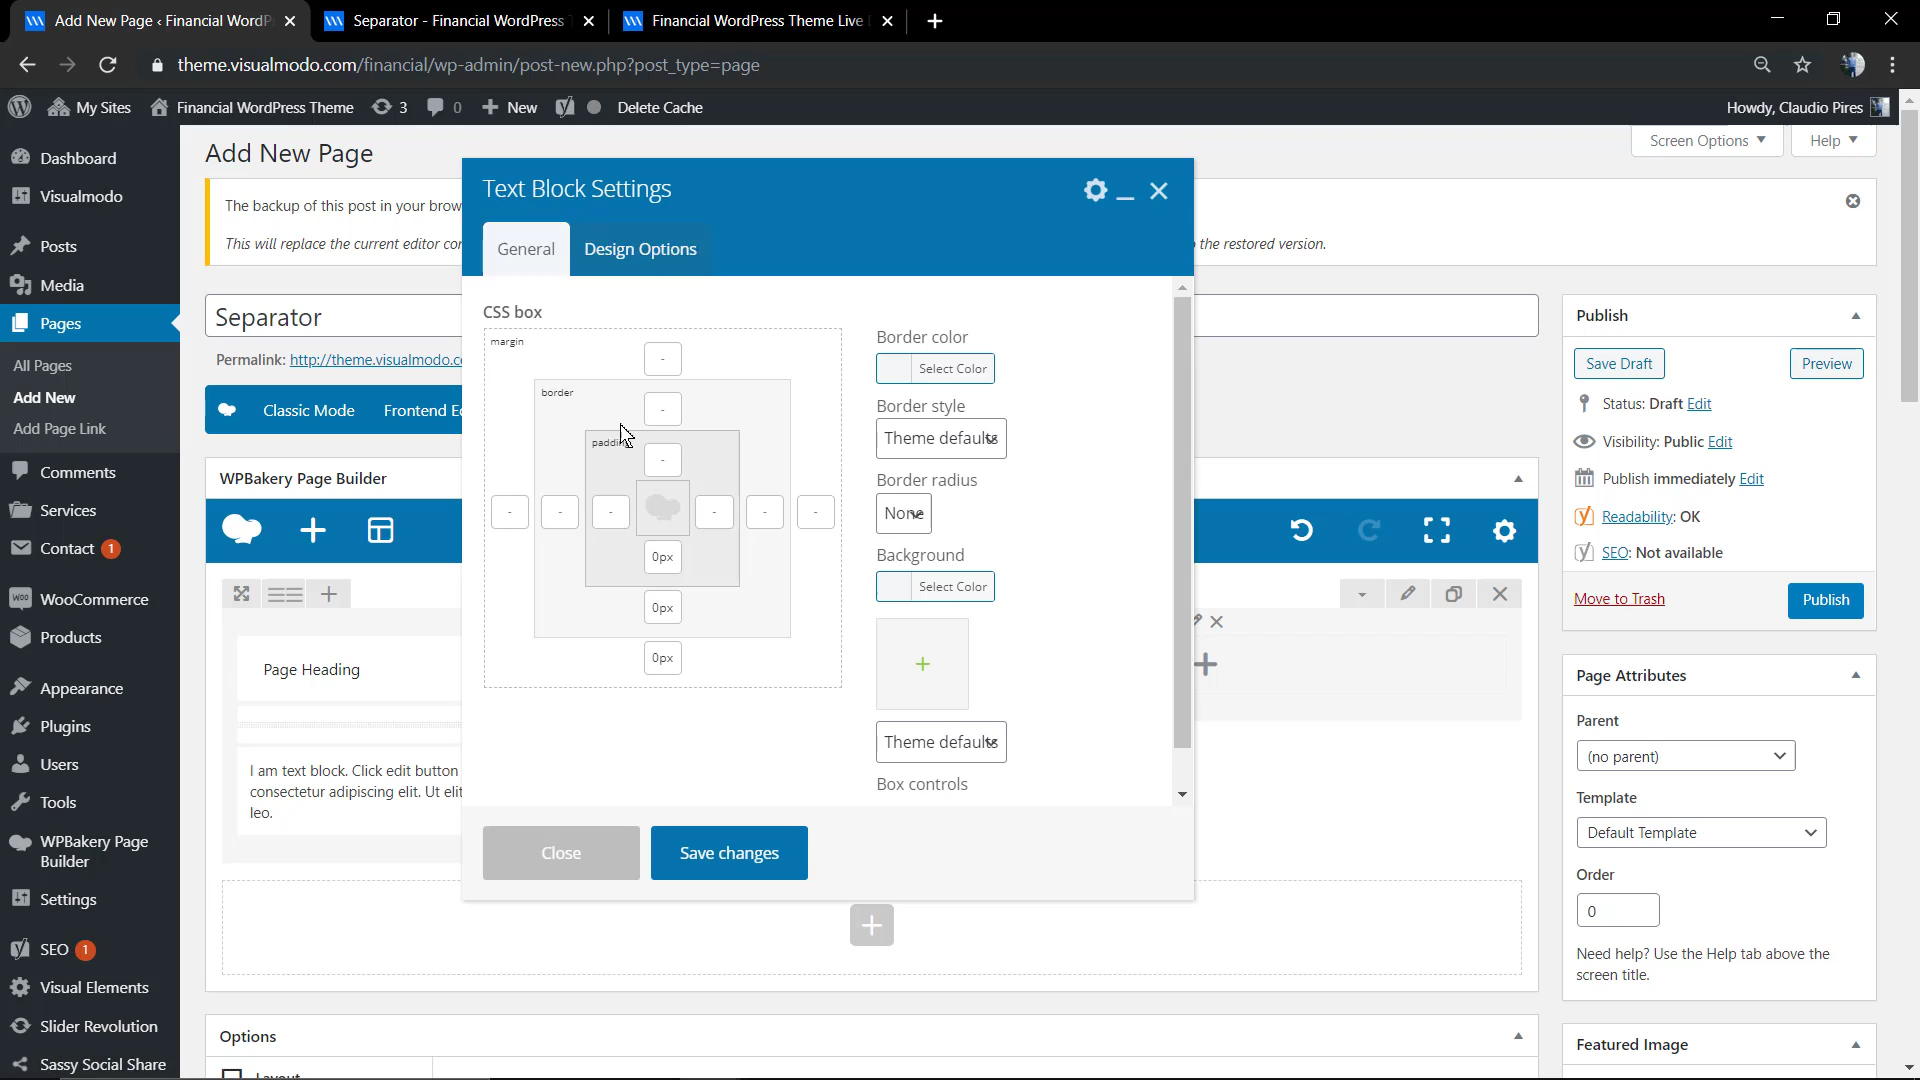 Add New Page ‹ Financial WordP
Separator - Financial WordPress
Financial WordPress Theme Live
theme.visualmodo.com/financial/wp-admin/post-new.php?post_type=page
My Sites
Financial WordPress Theme
3
0
New
Delete Cache
Howdy, Claudio Pires
Dashboard
Visualmodo
Posts
Media
Pages
All Pages
Add New
Add Page Link
Comments
Services
Contact 1
WooCommerce
Products
Appearance
Plugins
Users
Tools
WPBakery Page
Builder
Settings
SEO 1
Visual Elements
Slider Revolution
Sassy Social Share
Add New Page
Screen Options
Help
The backup of this post in your brow
This will replace the current editor con
the restored version.
Separator
Permalink: http://theme.visualmodo.c
Classic Mode
Frontend E
WPBakery Page Builder
Page Heading
I am text block. Click edit button
consectetur adipiscing elit. Ut elit
leo.
Options
Text Block Settings
General
Design Options
CSS box
margin
-
border
-
padding
-
- - - - - -
0px
0px
0px
Border color
Select Color
Border style
Theme defaults
Border radius
None
Background
Select Color
Theme defaults
Box controls
Close
Save changes
Publish
Save Draft
Preview
Status: Draft Edit
Visibility: Public Edit
Publish immediately Edit
Readability: OK
SEO: Not available
Move to Trash
Publish
Page Attributes
Parent
(no parent)
Template
Default Template
Order
0
Need help? Use the Help tab above the
screen title.
Featured Image